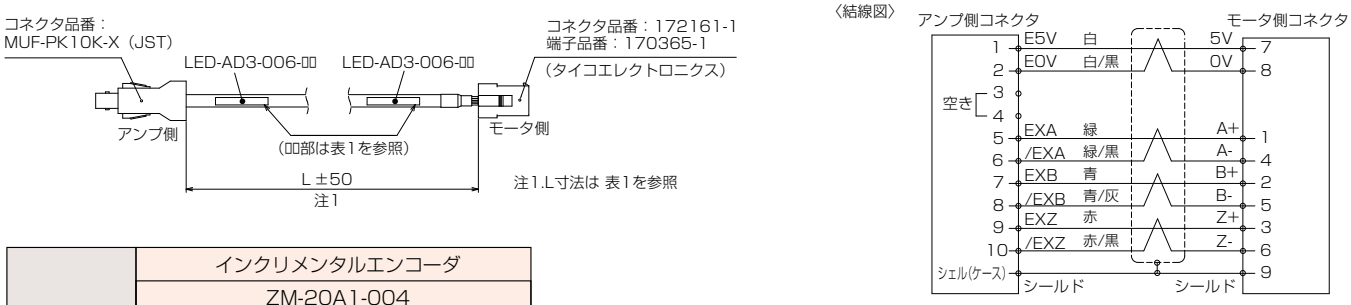 コネクタ品番：
MUF-PK10K-X（JST）
LED-AD3-006-□□
LED-AD3-006-□□
コネクタ品番：172161-1
端子品番：170365-1
（タイコエレクトロニクス）
アンプ側
モータ側
（□□部は表1を参照）
L±50
注1
注1.L寸法は 表1を参照
インクリメンタルエンコーダ
ZM-20A1-004
〈結線図〉
アンプ側コネクタ
モータ側コネクタ
1 E5V 白 5V 7
2 E0V 白/黒 0V 8
3
空き
4
5 EXA 緑 A+ 1
6 /EXA 緑/黒 A- 4
7 EXB 青 B+ 2
8 /EXB 青/灰 B- 5
9 EXZ 赤 Z+ 3
10 /EXZ 赤/黒 Z- 6
シェル(ケース) 9
シールド シールド